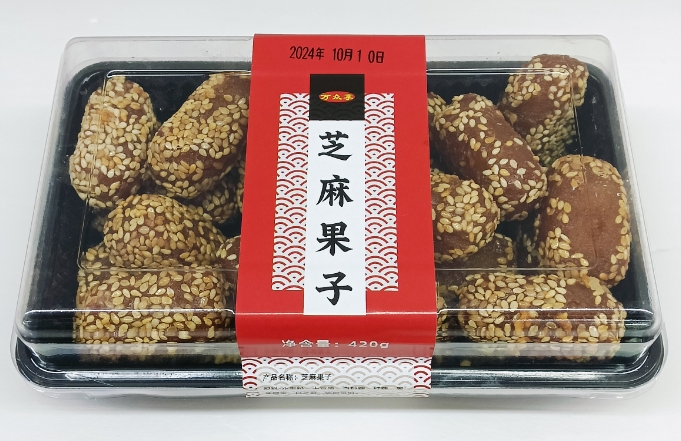 2024年 10月10日
万众亨
芝麻果子
净含量：420g
产品名称：芝麻果子